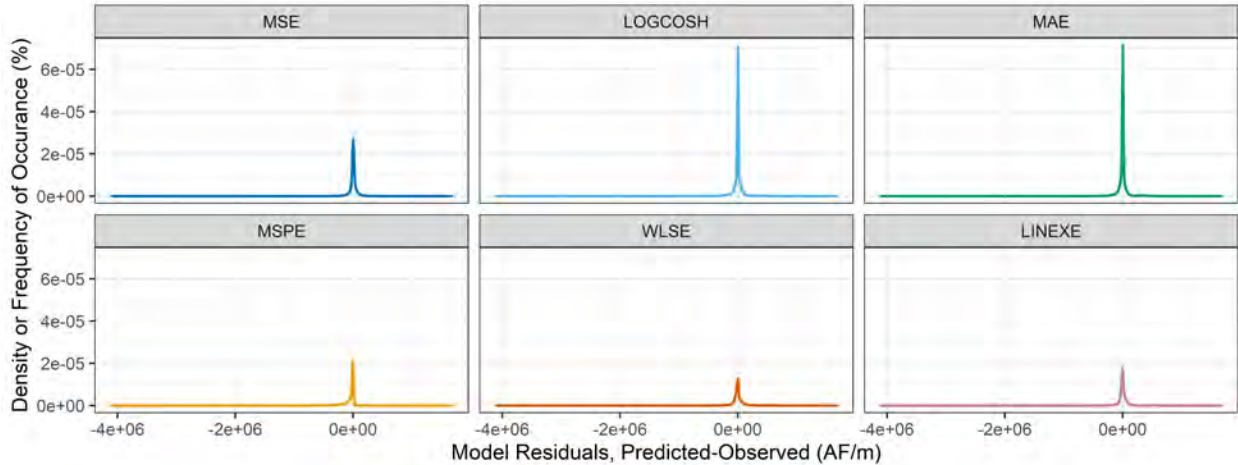 MSE LOGCOSH MAE
Density or Frequency of Occurance (%)
6e-05
4e-05
2e-05
0e+00
MSPE WLSE LINEXE
6e-05
4e-05
2e-05
0e+00
-4e+06 -2e+06 0e+00 -4e+06 -2e+06 0e+00 -4e+06 -2e+06 0e+00
Model Residuals, Predicted-Observed (AF/m)